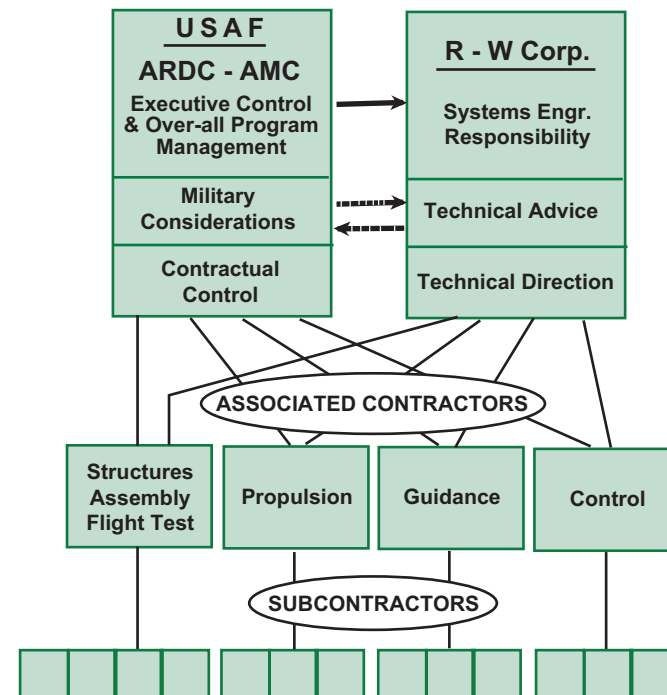 U S A F
ARDC - AMC
Executive Control
& Over-all Program
Management
Military
Considerations
Contractual
Control
R - W Corp.
Systems Engr.
Responsibility
Technical Advice
Technical Direction
ASSOCIATED CONTRACTORS
Structures
Assembly
Flight Test
Propulsion
Guidance
Control
SUBCONTRACTORS